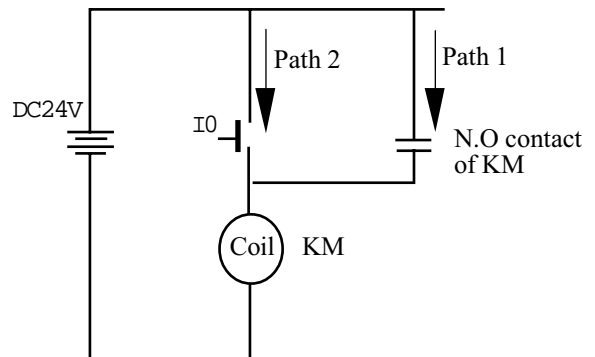 Path 2
Path 1
DC24V
I0
N.O contact
of KM
Coil
KM